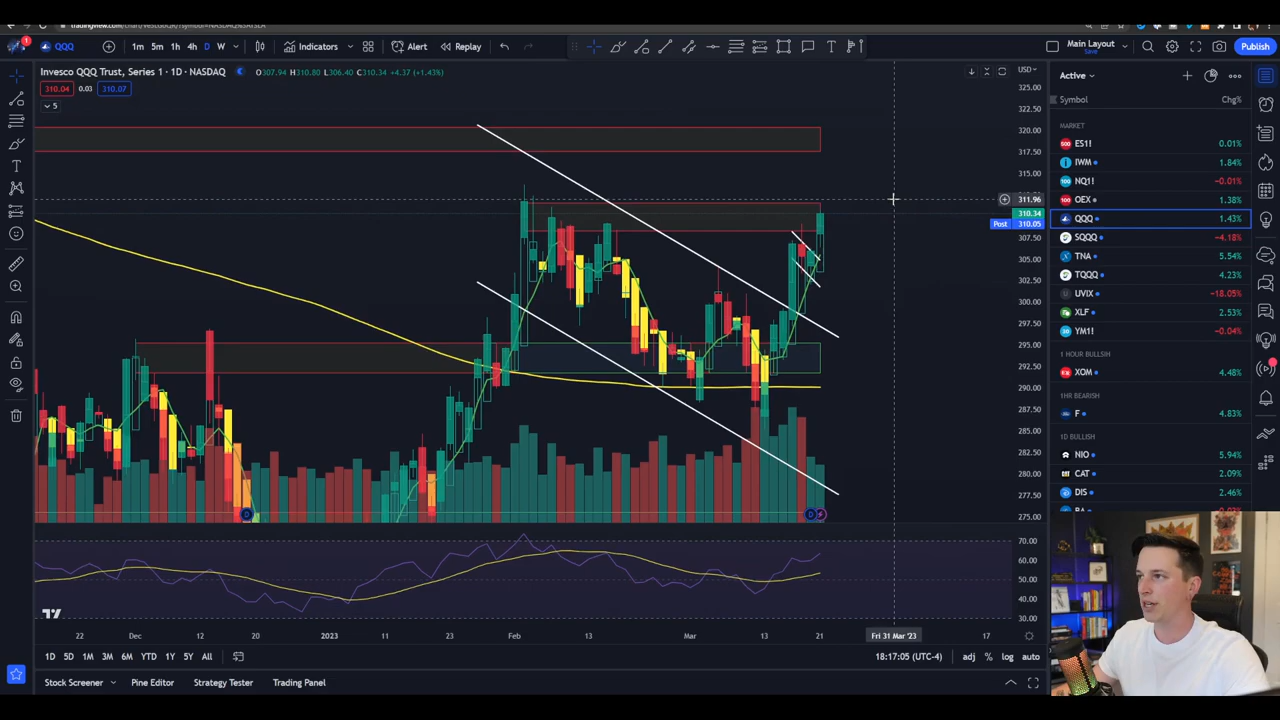 QQQ 1m 5m 1h 4h D W Indicators Alert Replay Main Layout Save Publish
Invesco QQQ Trust, Series 1 · 1D · NASDAQ O307.94 H310.80 L306.40 C310.34 +4.37 (+1.43%)
310.04 0.03 310.07
5
USD
325.00
322.50
320.00
317.50
315.00
311.96
310.34
Post 310.05
307.50
305.00
302.50
300.00
297.50
295.00
292.50
290.00
287.50
285.00
282.50
280.00
277.50
275.00
70.00
60.00
50.00
40.00
30.00
22 Dec 12 20 2023 11 23 Feb 13 Mar 13 21 Fri 31 Mar '23 17
1D 5D 1M 3M 6M YTD 1Y 5Y All 18:17:05 (UTC-4) adj % log auto
Stock Screener Pine Editor Strategy Tester Trading Panel
Active
Symbol Chg%
MARKET
ES1! 0.01%
IWM 1.84%
NQ1! −0.01%
OEX 1.38%
QQQ 1.43%
SQQQ −4.18%
TNA 5.54%
TQQQ 4.23%
UVIX −18.05%
XLF 2.53%
YM1! −0.04%
1 HOUR BULLISH
XOM 4.48%
1HR BEARISH
F 4.83%
1D BULLISH
NIO 5.94%
CAT 2.09%
DIS 2.46%